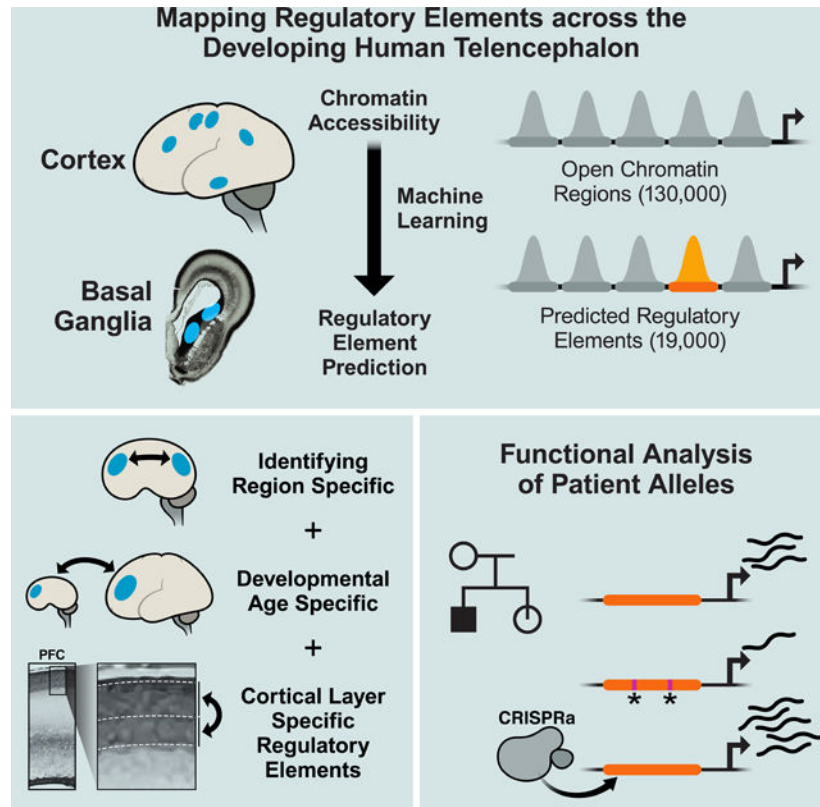 Mapping Regulatory Elements across the
Developing Human Telencephalon
Cortex
Chromatin
Accessibility
Machine
Learning
Open Chromatin
Regions (130,000)
Basal
Ganglia
Regulatory
Element
Prediction
Predicted Regulatory
Elements (19,000)
Identifying
Region Specific
+
Developmental
Age Specific
+
PFC
Cortical Layer
Specific
Regulatory
Elements
Functional Analysis
of Patient Alleles
* *
CRISPRa